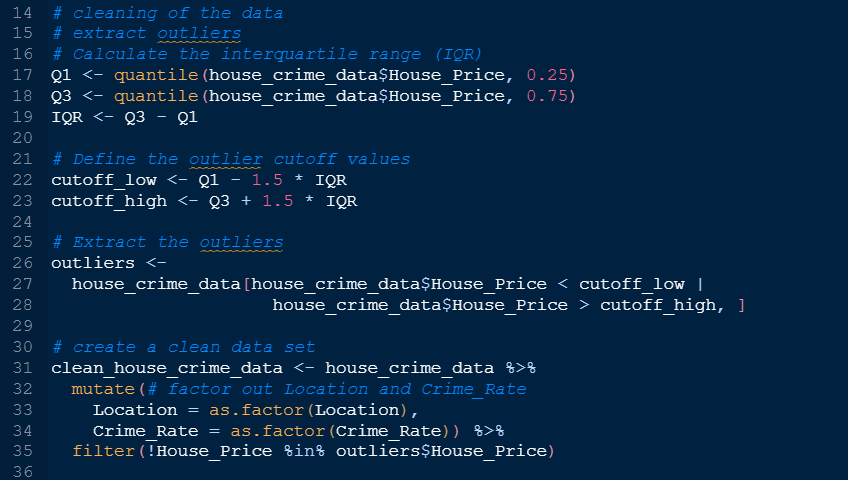 14 # cleaning of the data
15 # extract outliers
16 # Calculate the interquartile range (IQR)
17 Q1 <- quantile(house_crime_data$House_Price, 0.25)
18 Q3 <- quantile(house_crime_data$House_Price, 0.75)
19 IQR <- Q3 - Q1
20
21 # Define the outlier cutoff values
22 cutoff_low <- Q1 - 1.5 * IQR
23 cutoff_high <- Q3 + 1.5 * IQR
24
25 # Extract the outliers
26 outliers <-
27   house_crime_data[house_crime_data$House_Price < cutoff_low |
28                      house_crime_data$House_Price > cutoff_high, ]
29
30 # create a clean data set
31 clean_house_crime_data <- house_crime_data %>%
32   mutate(# factor out Location and Crime_Rate
33     Location = as.factor(Location),
34     Crime_Rate = as.factor(Crime_Rate)) %>%
35   filter(!House_Price %in% outliers$House_Price)
36